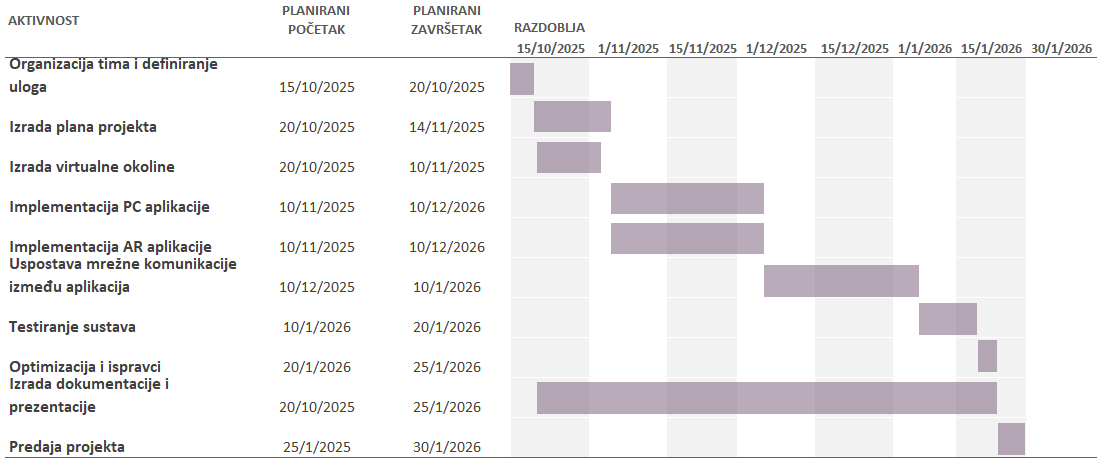 AKTIVNOST
PLANIRANI
POČETAK
PLANIRANI
ZAVRŠETAK
RAZDOBLJA
15/10/2025 1/11/2025 15/11/2025 1/12/2025 15/12/2025 1/1/2026 15/1/2026 30/1/2026
Organizacija tima i definiranje
uloga 15/10/2025 20/10/2025
Izrada plana projekta 20/10/2025 14/11/2025
Izrada virtualne okoline 20/10/2025 10/11/2025
Implementacija PC aplikacije 10/11/2025 10/12/2026
Implementacija AR aplikacije 10/11/2025 10/12/2026
Uspostava mrežne komunikacije
između aplikacija 10/12/2025 10/1/2026
Testiranje sustava 10/1/2026 20/1/2026
Optimizacija i ispravci 20/1/2026 25/1/2026
Izrada dokumentacije i
prezentacije 20/10/2025 25/1/2026
Predaja projekta 25/1/2025 30/1/2026